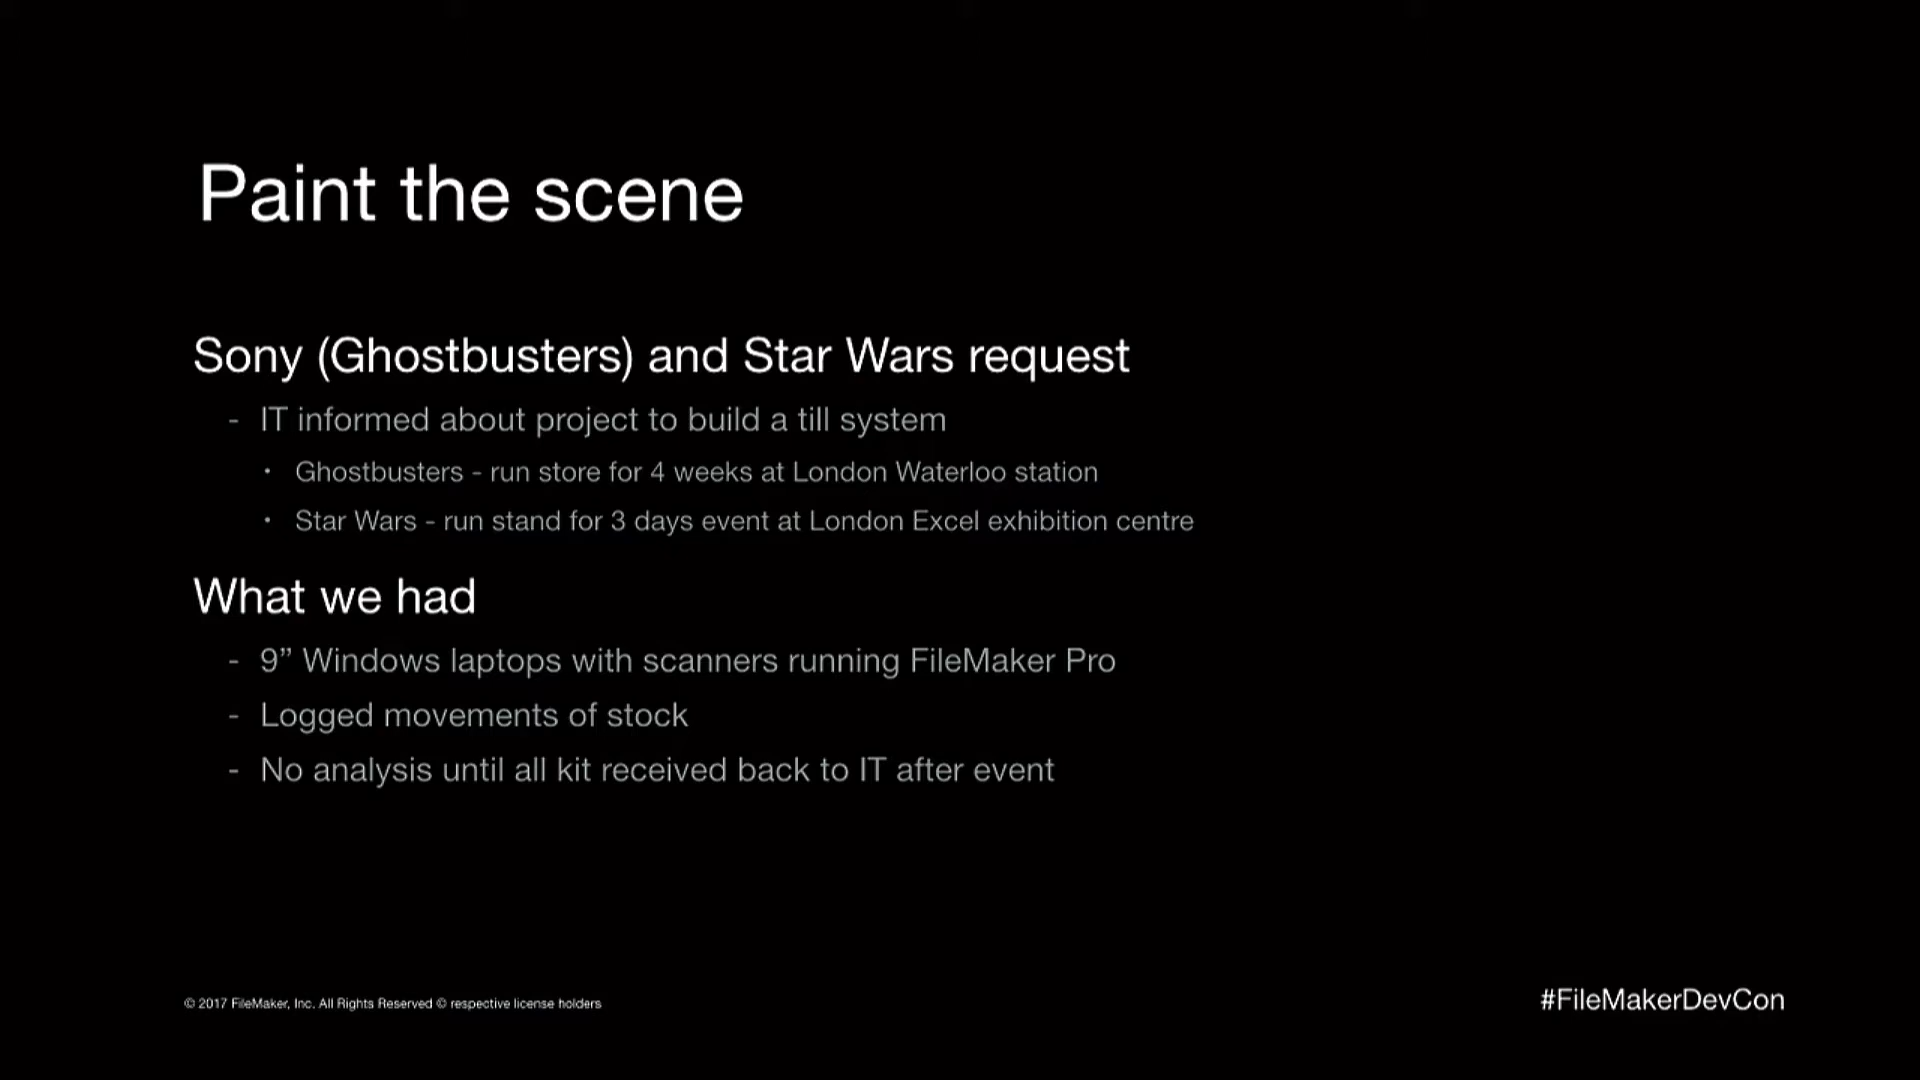 Paint the scene
Sony (Ghostbusters) and Star Wars request
- IT informed about project to build a till system
• Ghostbusters - run store for 4 weeks at London Waterloo station
• Star Wars - run stand for 3 days event at London Excel exhibition centre
What we had
- 9” Windows laptops with scanners running FileMaker Pro
- Logged movements of stock
- No analysis until all kit received back to IT after event
© 2017 FileMaker, Inc. All Rights Reserved © respective license holders
#FileMakerDevCon